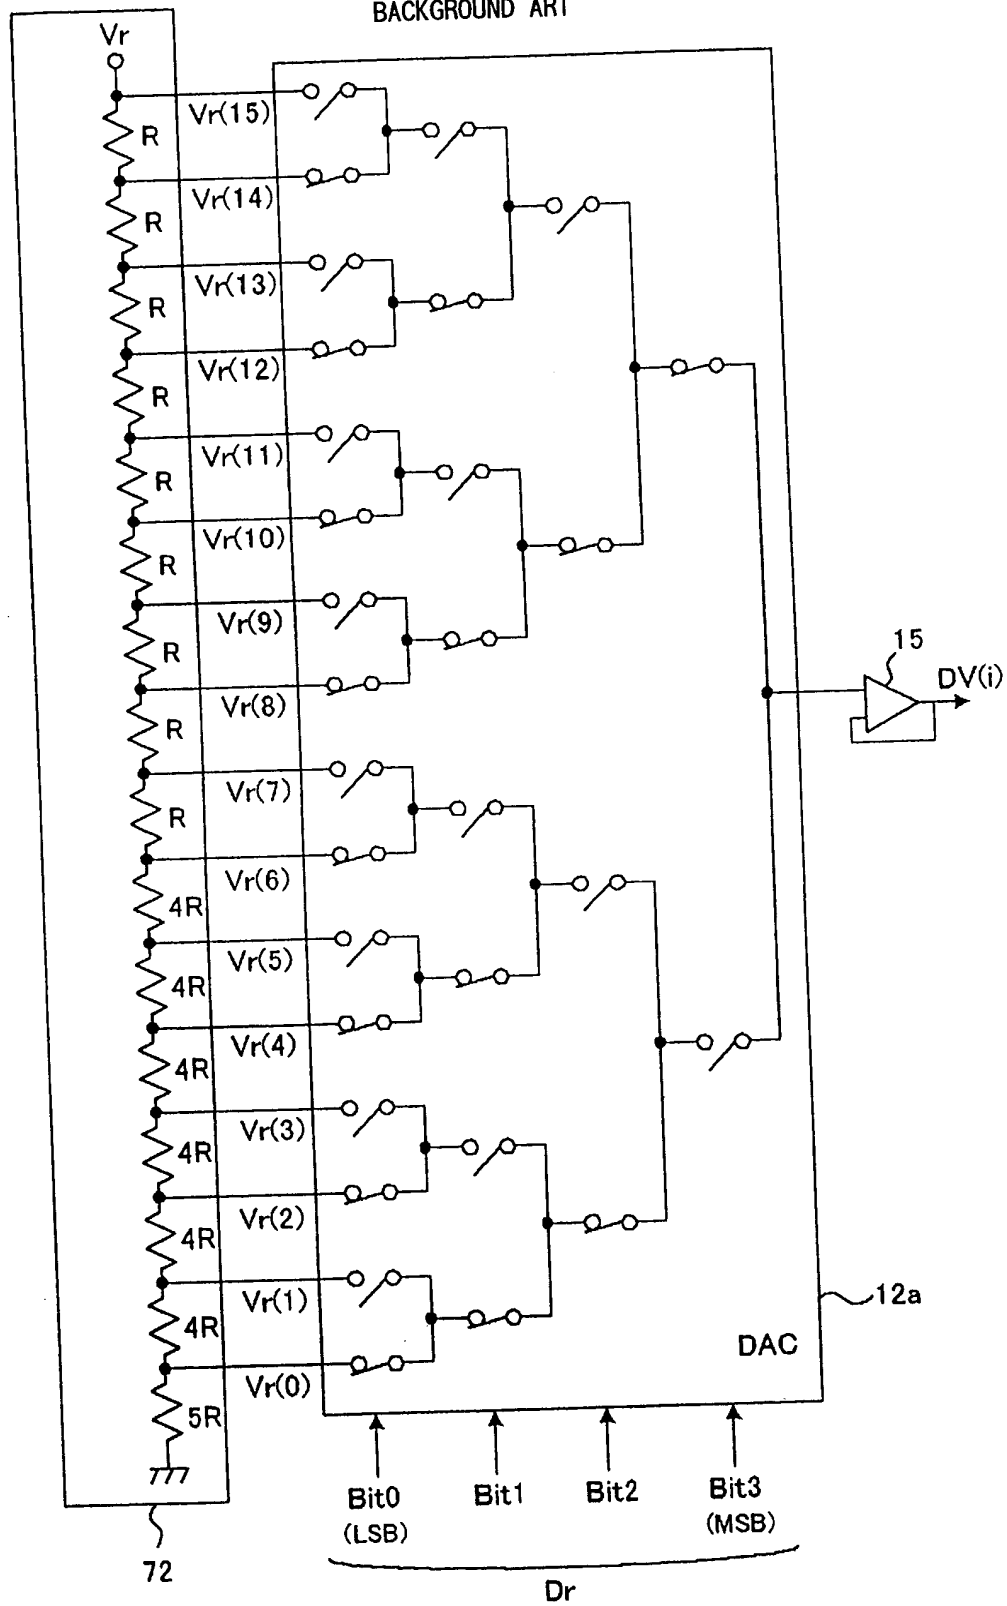 BACKGROUND ART
Vr
Vr(15)
R
Vr(14)
R
Vr(13)
R
Vr(12)
R
Vr(11)
R
Vr(10)
R
Vr(9)
R
Vr(8)
R
Vr(7)
R
Vr(6)
4R
Vr(5)
4R
Vr(4)
4R
Vr(3)
4R
Vr(2)
4R
Vr(1)
4R
Vr(0)
5R
15
DV(i)
12a
DAC
Bit0 Bit1 Bit2 Bit3
(LSB) (MSB)
72
Dr